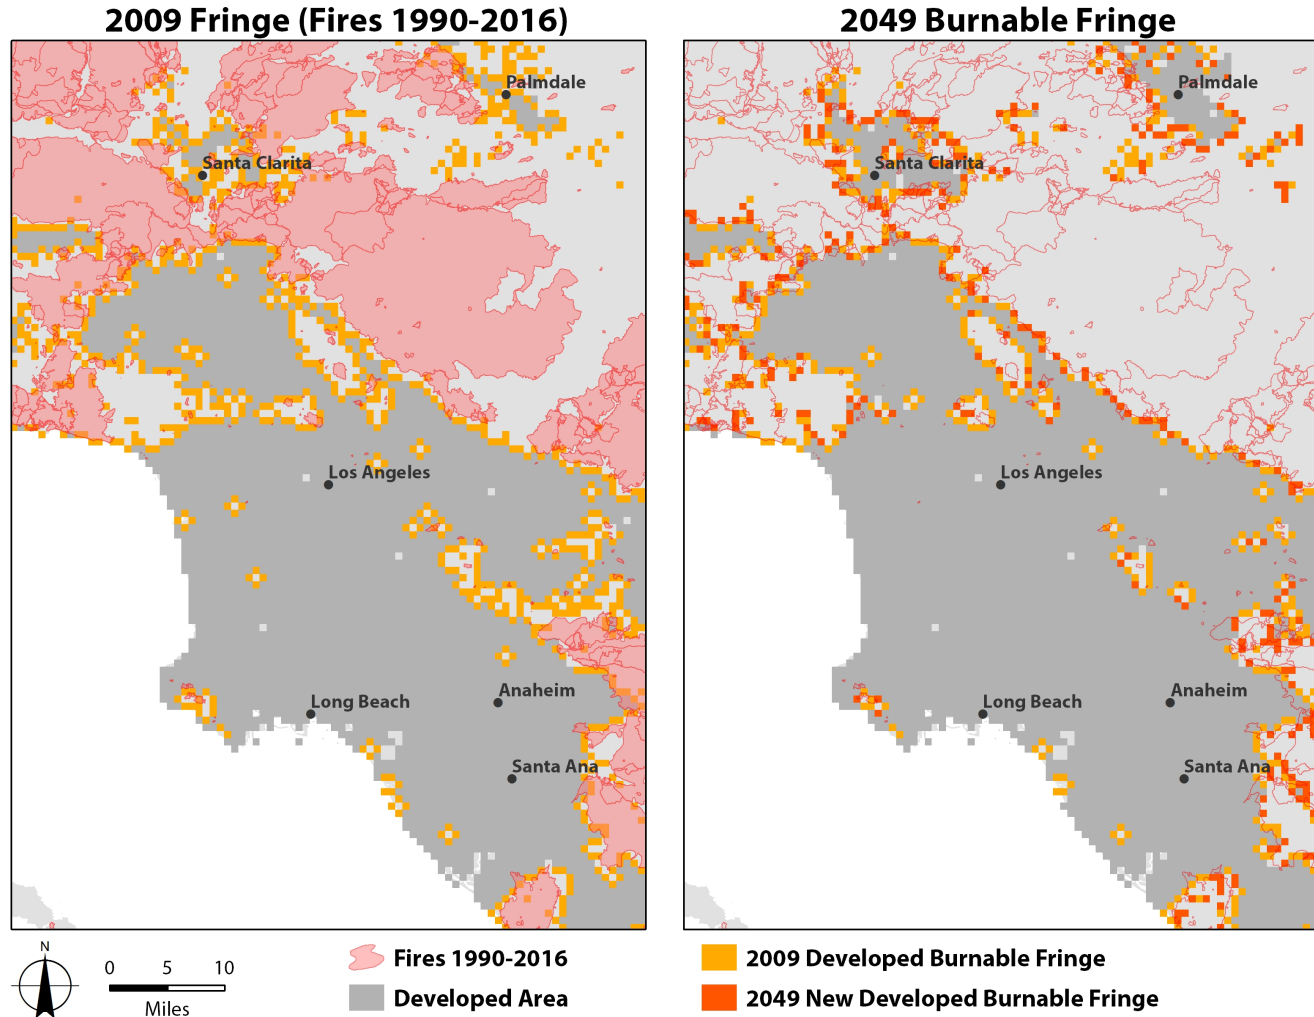 2009 Fringe (Fires 1990-2016)
2049 Burnable Fringe
Palmdale
Santa Clarita
Los Angeles
Long Beach
Anaheim
Santa Ana
Palmdale
Santa Clarita
Los Angeles
Long Beach
Anaheim
Santa Ana
N
0 5 10
Miles
Fires 1990-2016
Developed Area
2009 Developed Burnable Fringe
2049 New Developed Burnable Fringe